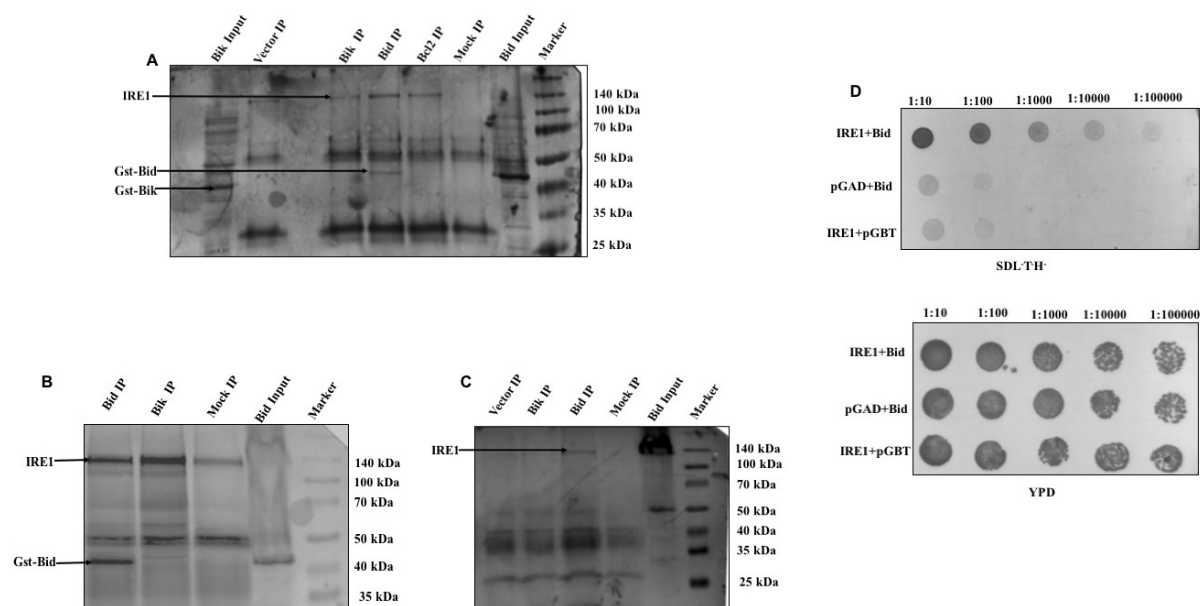 A
Bik Input
Vector IP
Bik IP
Bid IP
Bcl2 IP
Mock IP
Bid Input
Marker
IRE1
Gst-Bid
Gst-Bik
140 kDa
100 kDa
70 kDa
50 kDa
40 kDa
35 kDa
25 kDa
B
Bid IP
Bik IP
Mock IP
Bid Input
Marker
IRE1
Gst-Bid
140 kDa
100 kDa
70 kDa
50 kDa
40 kDa
35 kDa
C
Vector IP
Bik IP
Bid IP
Mock IP
Bid Input
Marker
IRE1
140 kDa
100 kDa
70 kDa
50 kDa
40 kDa
35 kDa
25 kDa
D
1:10 1:100 1:1000 1:10000 1:100000
IRE1+Bid
pGAD+Bid
IRE1+pGBT
SDL-T-H-
1:10 1:100 1:1000 1:10000 1:100000
IRE1+Bid
pGAD+Bid
IRE1+pGBT
YPD